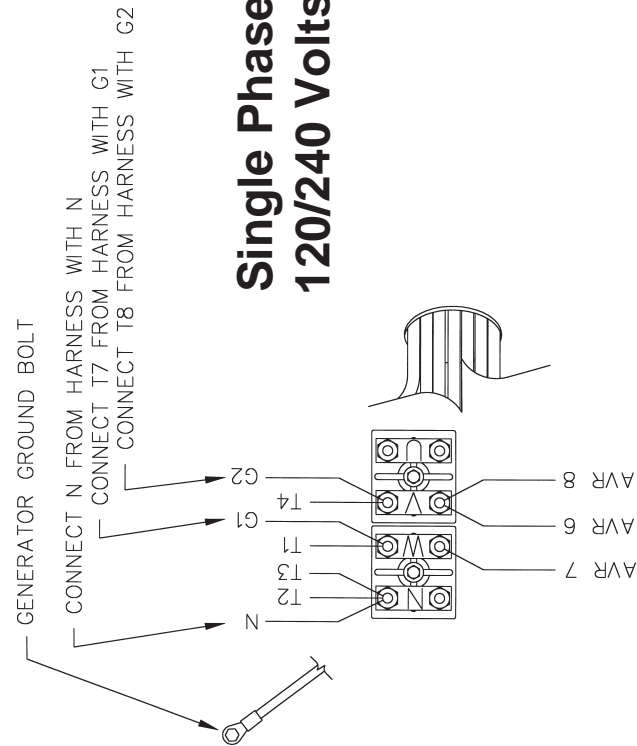 GENERATOR GROUND BOLT
CONNECT N FROM HARNESS WITH N
CONNECT T7 FROM HARNESS WITH G1
CONNECT T8 FROM HARNESS WITH G2
Single Phase
120/240 Volts
G2
T4
G1
T1
T3
T2
N
U
V
W
N
AVR 8
AVR 6
AVR 7